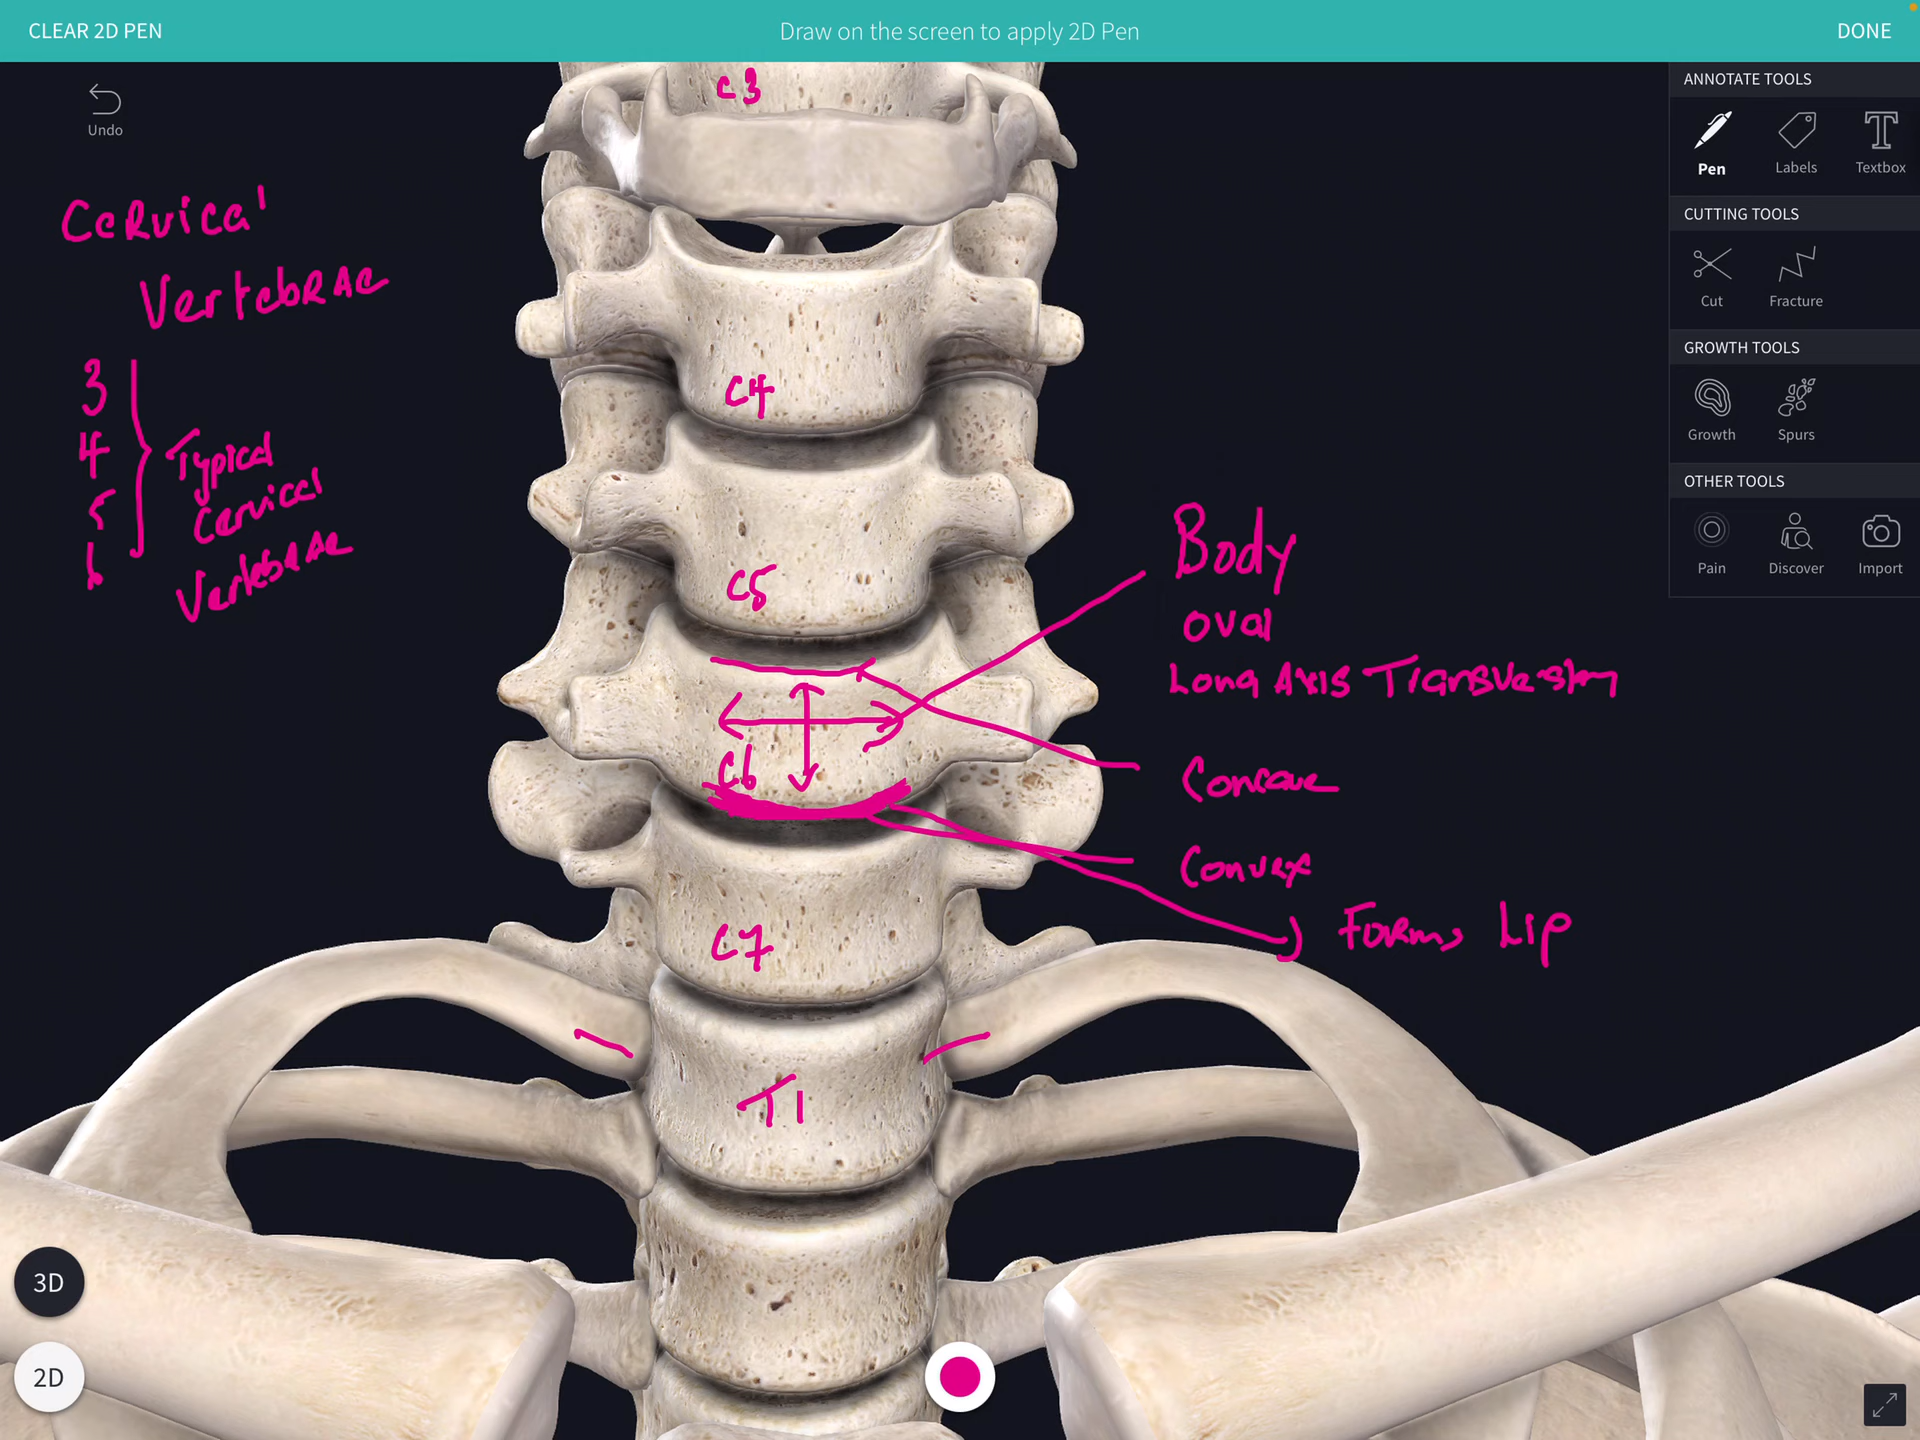 CLEAR 2D PEN
Draw on the screen to apply 2D Pen
DONE
Undo
ANNOTATE TOOLS
Pen
Labels
Textbox
CUTTING TOOLS
Cut
Fracture
GROWTH TOOLS
Growth
Spurs
OTHER TOOLS
Pain
Discover
Import
Cervical
Vertebrae
3
4
5
6
Typical
Cervical
Vertebrae
C3
C4
C5
C6
C7
T1
Body
oval
Long Axis
Concave
Convex
Forms Lip
3D
2D